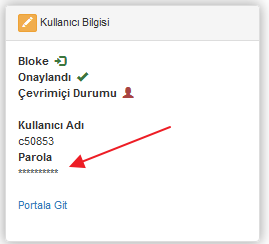 Kullanıcı Bilgisi
Bloke
Onaylandı
Çevrimiçi Durumu
Kullanıcı Adı
c50853
Parola
**********
Portala Git